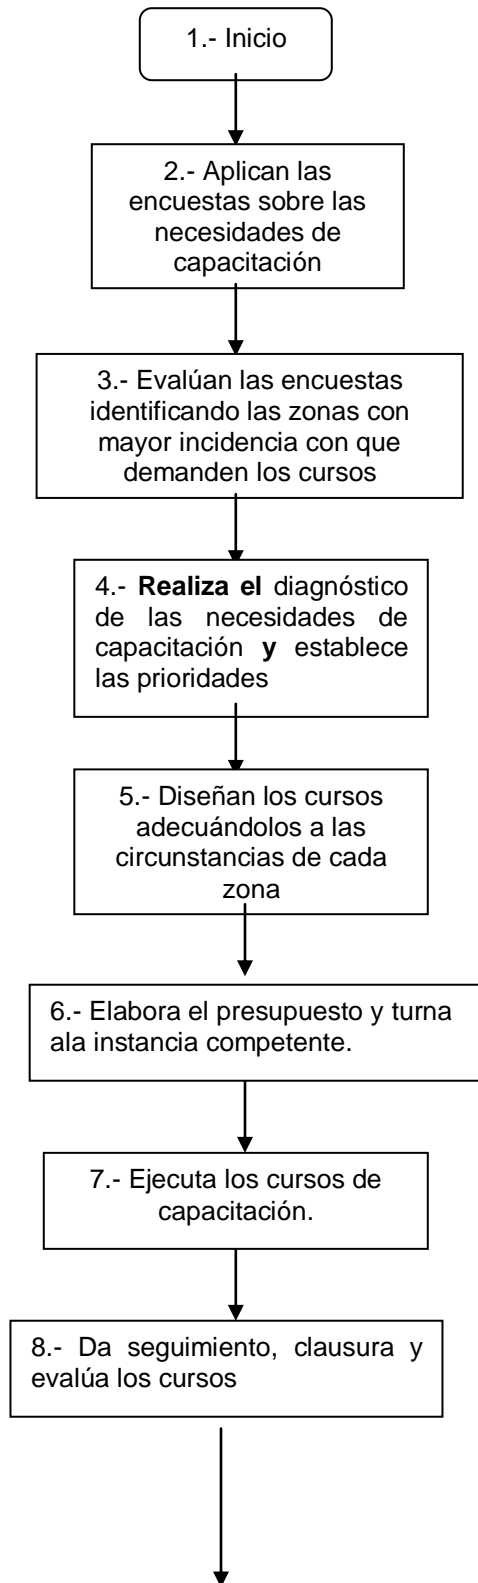 1.- Inicio
2.- Aplican las
encuestas sobre las
necesidades de
capacitación
3.- Evalúan las encuestas
identificando las zonas con
mayor incidencia con que
demanden los cursos
4.- Realiza el diagnóstico
de las necesidades de
capacitación y establece
las prioridades
5.- Diseñan los cursos
adecuándolos a las
circunstancias de cada
zona
6.- Elabora el presupuesto y turna
ala instancia competente.
7.- Ejecuta los cursos de
capacitación.
8.- Da seguimiento, clausura y
evalúa los cursos